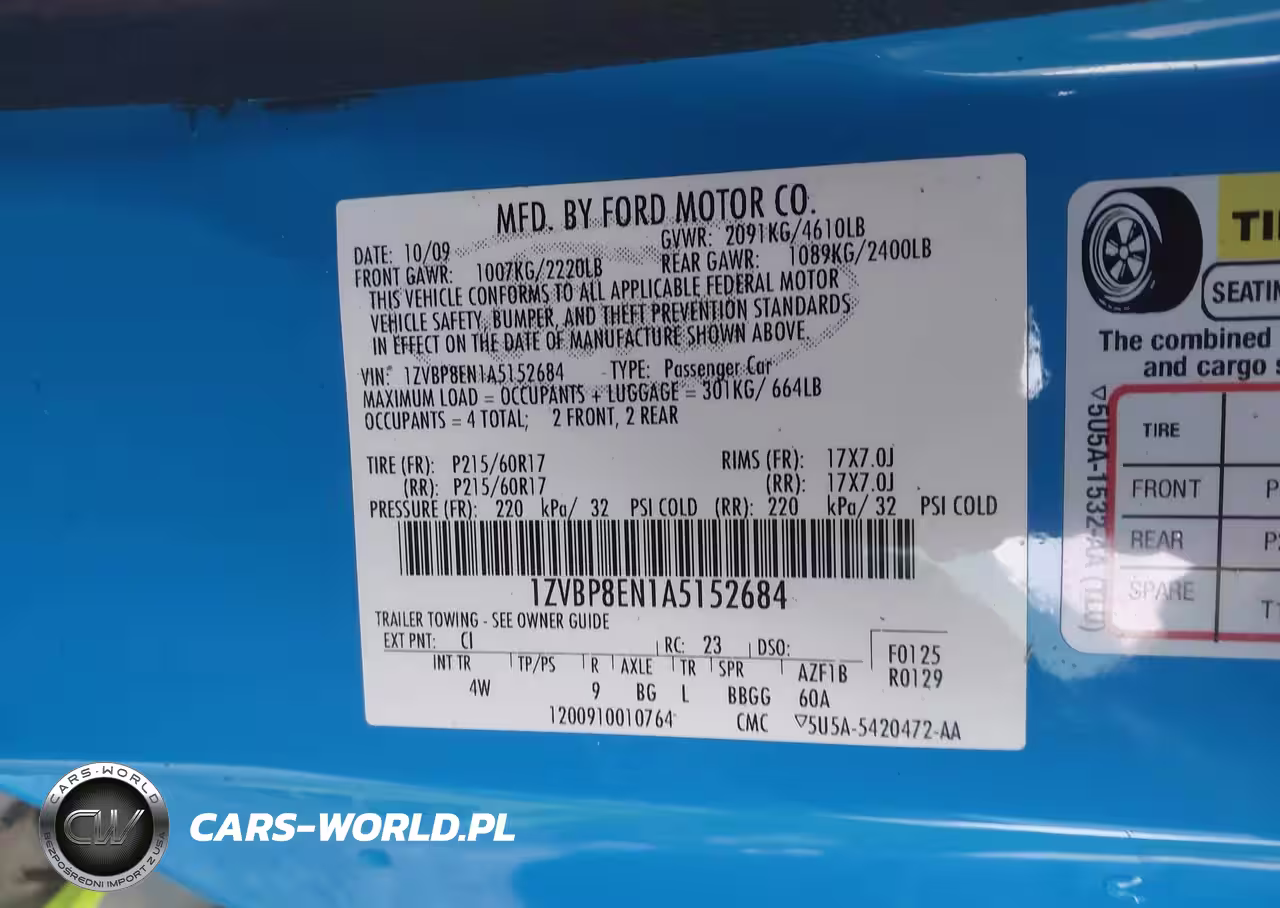 MFD. BY FORD MOTOR CO.
DATE: 10/09
GVWR: 2091KG/4610LB
FRONT GAWR: 1007KG/2220LB
REAR GAWR: 1089KG/2400LB
THIS VEHICLE CONFORMS TO ALL APPLICABLE FEDERAL MOTOR
VEHICLE SAFETY, BUMPER, AND THEFT PREVENTION STANDARDS
IN EFFECT ON THE DATE OF MANUFACTURE SHOWN ABOVE.
VIN: 1ZVBP8EN1A5152684 TYPE: Passenger Car
MAXIMUM LOAD = OCCUPANTS + LUGGAGE = 301KG/ 664LB
OCCUPANTS = 4 TOTAL; 2 FRONT, 2 REAR
TIRE (FR): P215/60R17 RIMS (FR): 17X7.0J
(RR): P215/60R17 (RR): 17X7.0J
PRESSURE (FR): 220 kPa/ 32 PSI COLD (RR): 220 kPa/ 32 PSI COLD
1ZVBP8EN1A5152684
TRAILER TOWING - SEE OWNER GUIDE
EXT PNT: CI RC: 23 DSO:
INT TR TP/PS R AXLE TR SPR AZF1B
4W 9 BG L BBGG 60A
F0125
R0129
1200910010764 CMC ▽5U5A-5420472-AA
SEATIN
The combined
and cargo s
▽5U5A-1532-AA (TLU)
TIRE
FRONT P
REAR P
SPARE T
CARS-WORLD
CW
BEZPOŚREDNI IMPORT Z USA
CARS-WORLD.PL